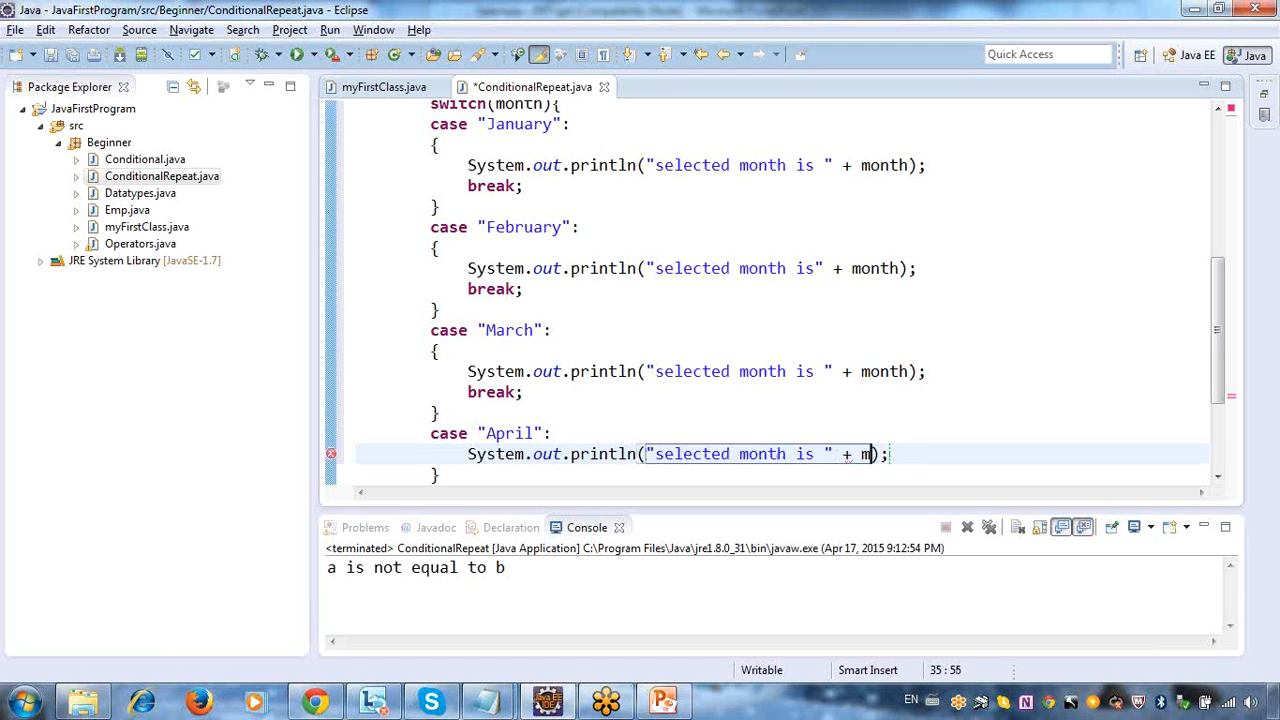 Java - JavaFirstProgram/src/Beginner/ConditionalRepeat.java - Eclipse
File Edit Refactor Source Navigate Search Project Run Window Help
Quick Access Java EE Java
Package Explorer
JavaFirstProgram
src
Beginner
Conditional.java
ConditionalRepeat.java
Datatypes.java
Emp.java
myFirstClass.java
Operators.java
JRE System Library [JavaSE-1.7]
myFirstClass.java *ConditionalRepeat.java
switch(month){
case "January":
{
System.out.println("selected month is " + month);
break;
}
case "February":
{
System.out.println("selected month is" + month);
break;
}
case "March":
{
System.out.println("selected month is " + month);
break;
}
case "April":
System.out.println("selected month is " + m);
}
Problems Javadoc Declaration Console
<terminated> ConditionalRepeat [Java Application] C:\Program Files\Java\jre1.8.0_31\bin\javaw.exe (Apr 17, 2015 9:12:54 PM)
a is not equal to b
Writable Smart Insert 35 : 55
EN